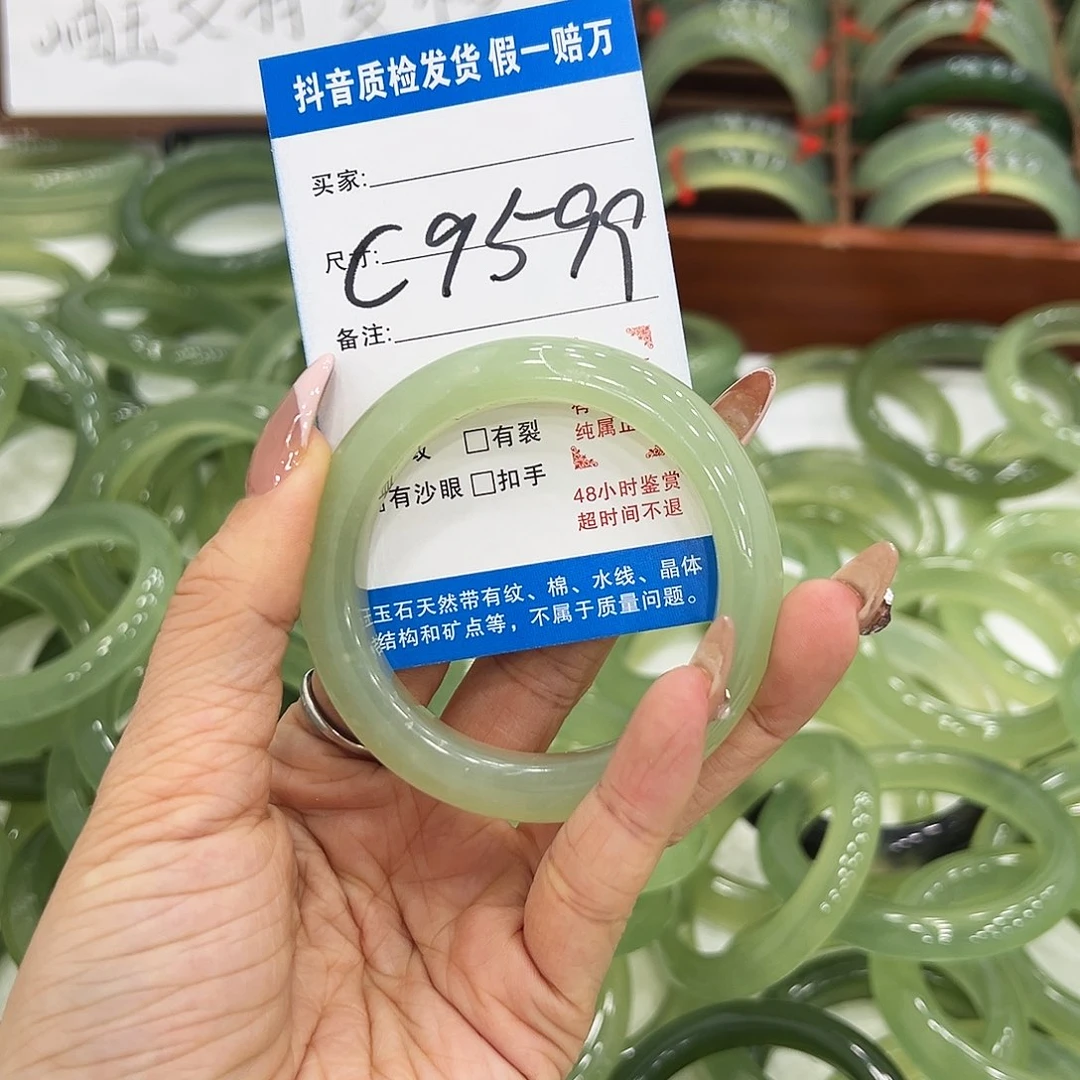 抖音质检发货 假一赔万
买家:
C9599
尺寸:
备注:
□有裂
纯属正
有沙眼 □扣手
48小时鉴赏
超时间不退
玉石天然带有纹、棉、水线、晶体
结构和矿点等，不属于质量问题。